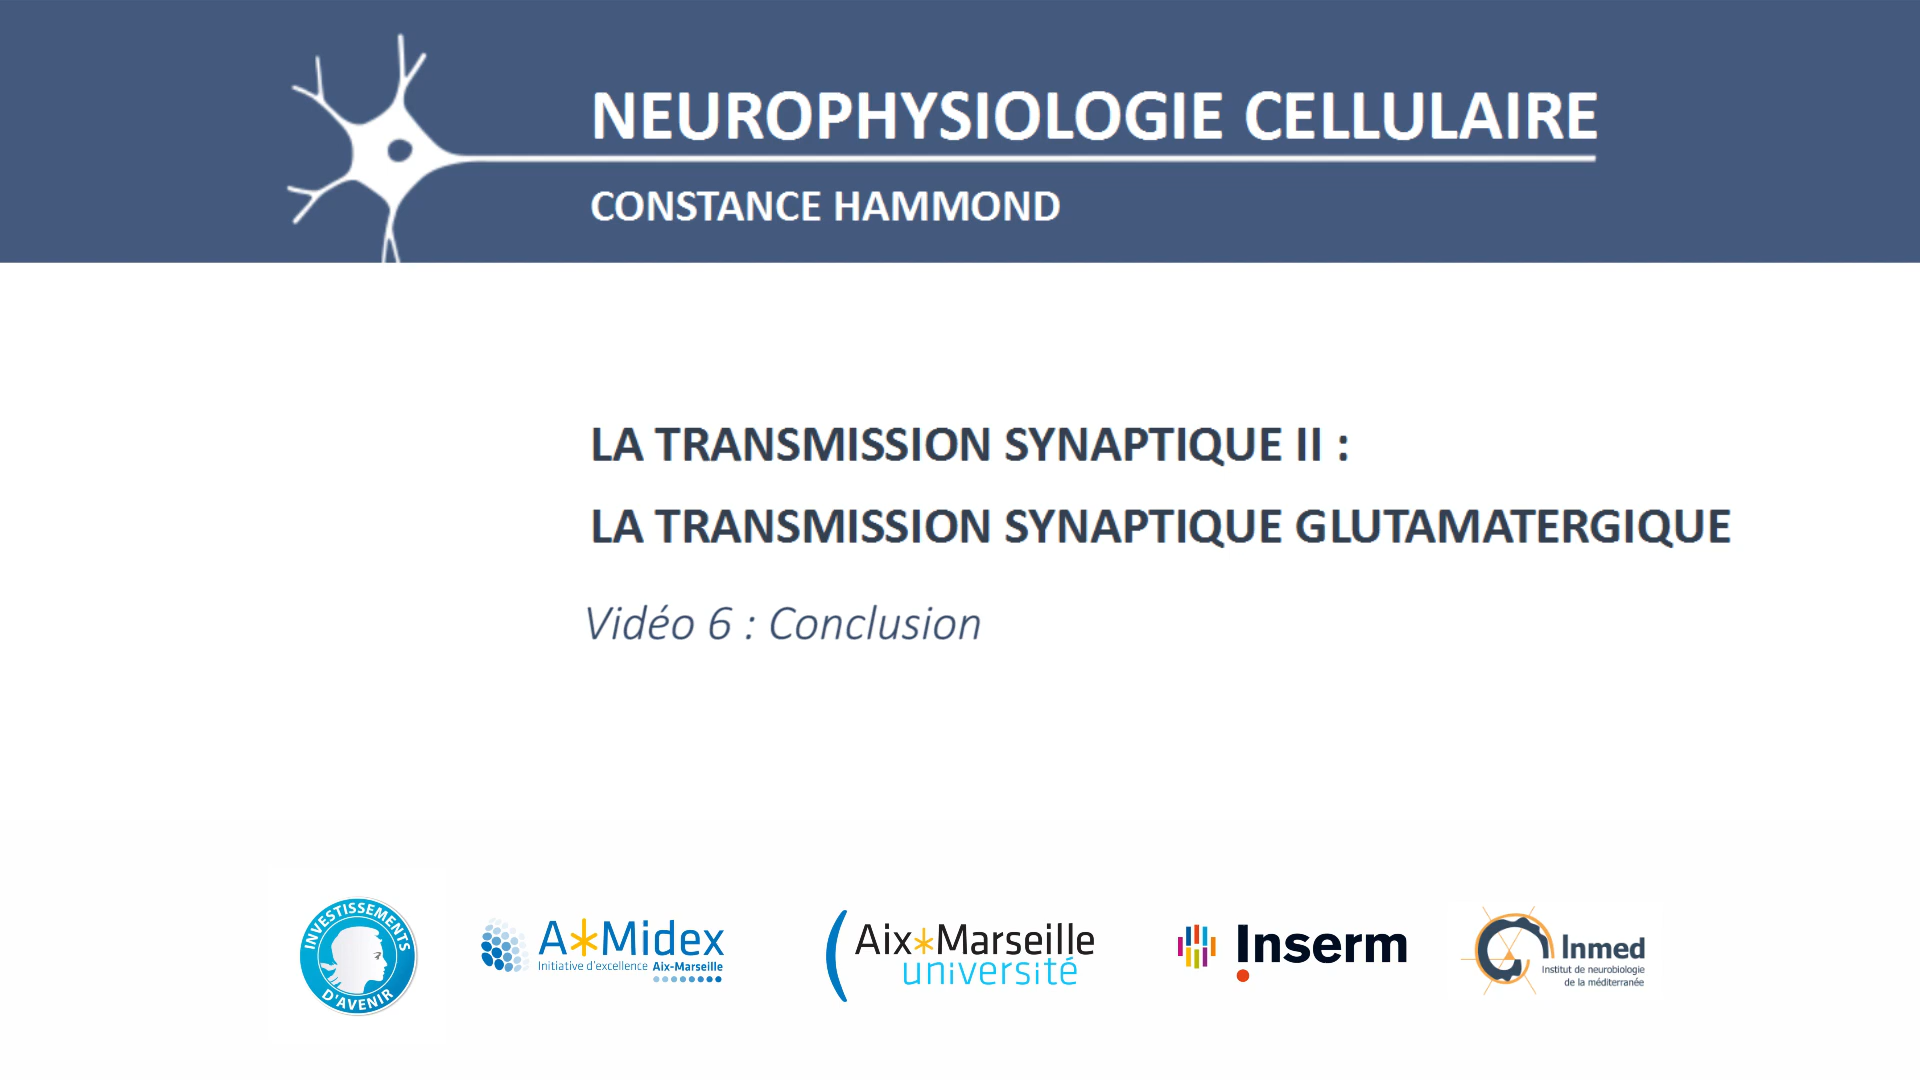 NEUROPHYSIOLOGIE CELLULAIRE
CONSTANCE HAMMOND
LA TRANSMISSION SYNAPTIQUE II :
LA TRANSMISSION SYNAPTIQUE GLUTAMATERGIQUE
Vidéo 6 : Conclusion
INVESTISSEMENTS
D'AVENIR
A*Midex
Initiative d'excellence Aix-Marseille
Aix*Marseille
université
Inserm
Inmed
Institut de neurobiologie
de la méditerranée